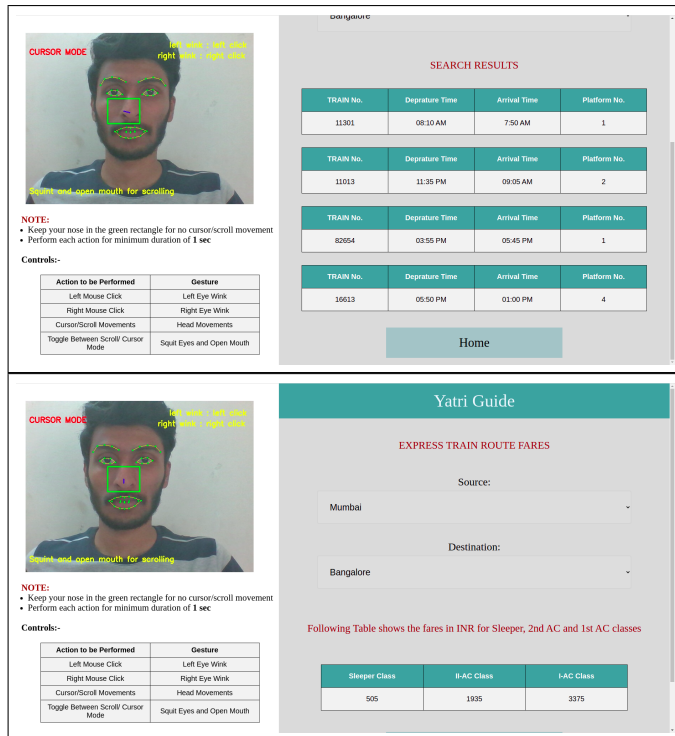 CURSOR MODE
left wink : left click
right wink : right click
Squint and open mouth for scrolling
NOTE:
• Keep your nose in the green rectangle for no cursor/scroll movement
• Perform each action for minimum duration of 1 sec
Controls:-
Action to be Performed Gesture
Left Mouse Click Left Eye Wink
Right Mouse Click Right Eye Wink
Cursor/Scroll Movements Head Movements
Toggle Between Scroll/ Cursor Mode Squit Eyes and Open Mouth
Bangalore
SEARCH RESULTS
TRAIN No. Deprature Time Arrival Time Platform No.
11301 08:10 AM 7:50 AM 1
TRAIN No. Deprature Time Arrival Time Platform No.
11013 11:35 PM 09:05 AM 2
TRAIN No. Deprature Time Arrival Time Platform No.
82654 03:55 PM 05:45 PM 1
TRAIN No. Deprature Time Arrival Time Platform No.
16613 05:50 PM 01:00 PM 4
Home
CURSOR MODE
left wink : left click
right wink : right click
Squint and open mouth for scrolling
NOTE:
• Keep your nose in the green rectangle for no cursor/scroll movement
• Perform each action for minimum duration of 1 sec
Controls:-
Action to be Performed Gesture
Left Mouse Click Left Eye Wink
Right Mouse Click Right Eye Wink
Cursor/Scroll Movements Head Movements
Toggle Between Scroll/ Cursor Mode Squit Eyes and Open Mouth
Yatri Guide
EXPRESS TRAIN ROUTE FARES
Source:
Mumbai
Destination:
Bangalore
Following Table shows the fares in INR for Sleeper, 2nd AC and 1st AC classes
Sleeper Class II-AC Class I-AC Class
505 1935 3375